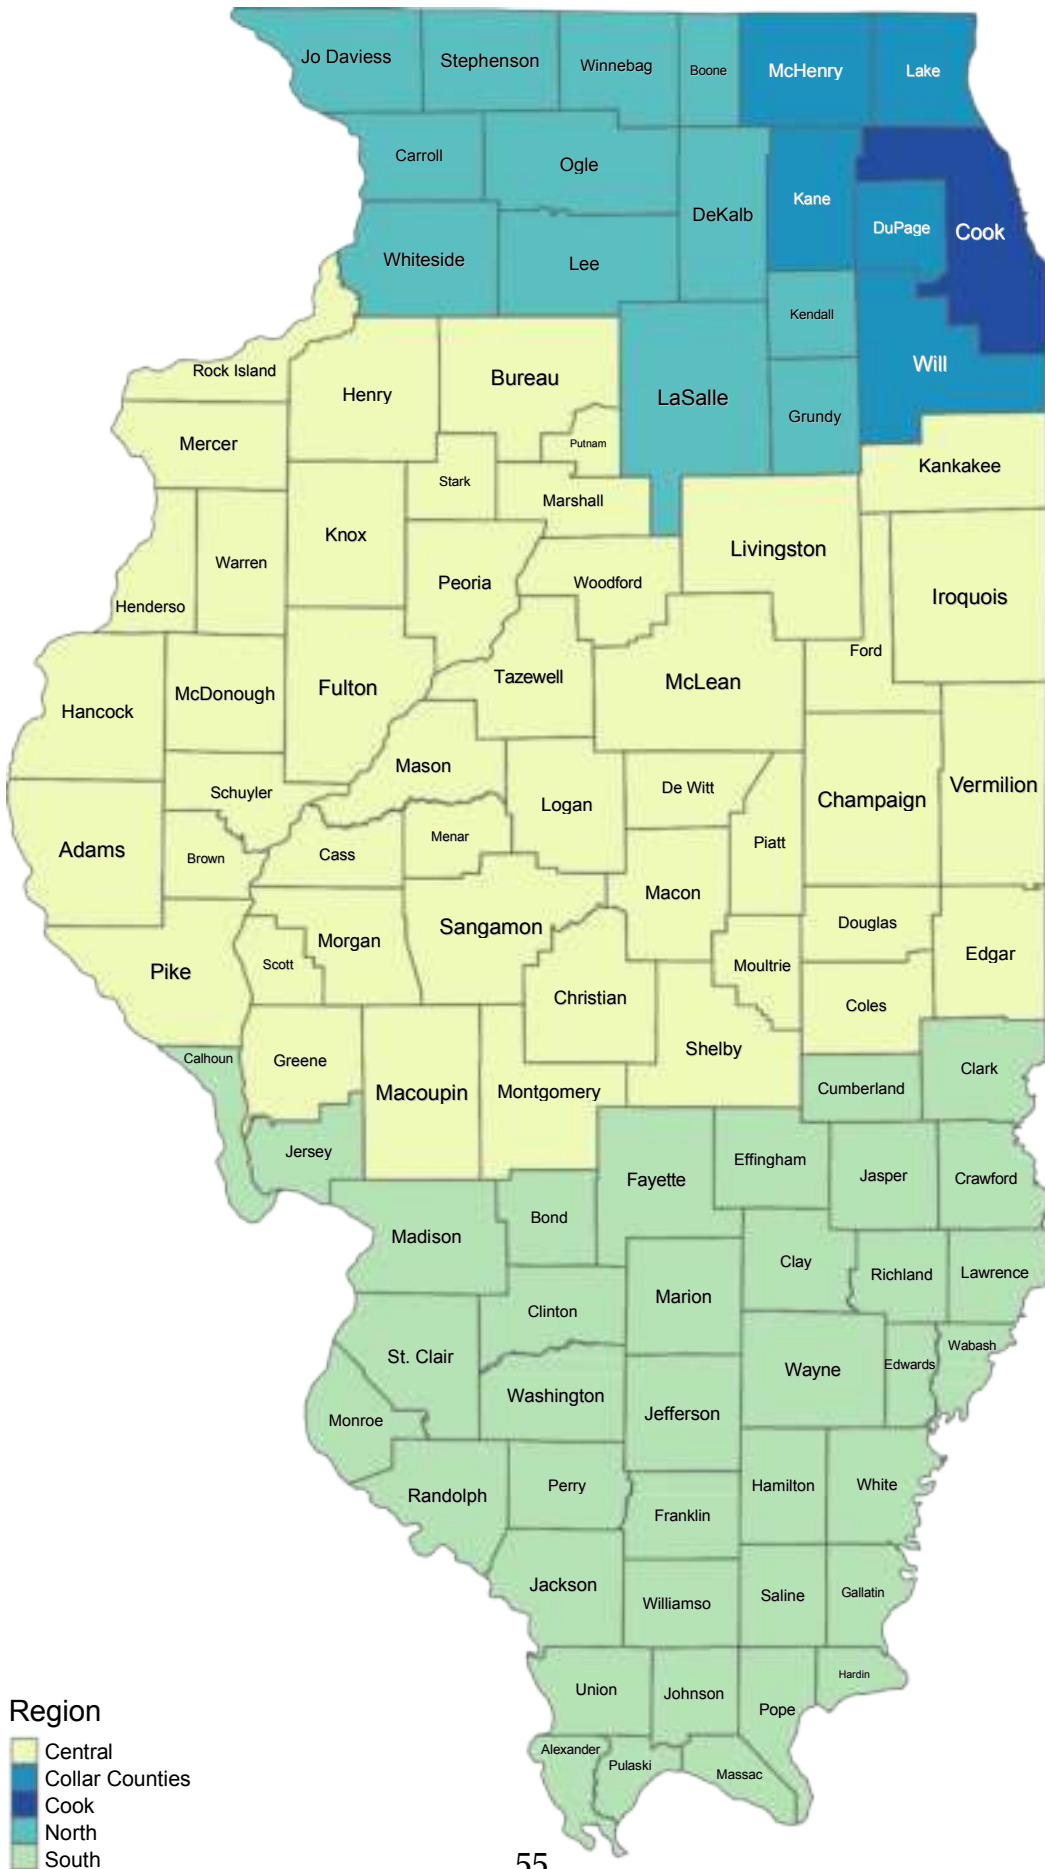 Jo Daviess
Stephenson
Winnebag
Boone
McHenry
Lake
Carroll
Ogle
DeKalb
Kane
DuPage
Cook
Whiteside
Lee
Kendall
Rock Island
Henry
Bureau
LaSalle
Will
Grundy
Mercer
Putnam
Kankakee
Stark
Marshall
Knox
Warren
Livingston
Peoria
Woodford
Henderso
Iroquois
Ford
Tazewell
McLean
Fulton
McDonough
Hancock
Mason
Schuyler
Logan
De Witt
Champaign
Vermilion
Adams
Brown
Cass
Menar
Piatt
Macon
Sangamon
Morgan
Douglas
Edgar
Pike
Scott
Moultrie
Christian
Coles
Calhoun
Greene
Shelby
Macoupin
Montgomery
Cumberland
Clark
Jersey
Fayette
Effingham
Jasper
Crawford
Bond
Madison
Clay
Richland
Lawrence
Marion
Clinton
St. Clair
Wayne
Edwards
Wabash
Washington
Jefferson
Monroe
Randolph
Perry
Hamilton
White
Franklin
Jackson
Williamso
Saline
Gallatin
Hardin
Union
Johnson
Pope
Alexander
Pulaski
Massac
Region
Central
Collar Counties
Cook
North
South
55